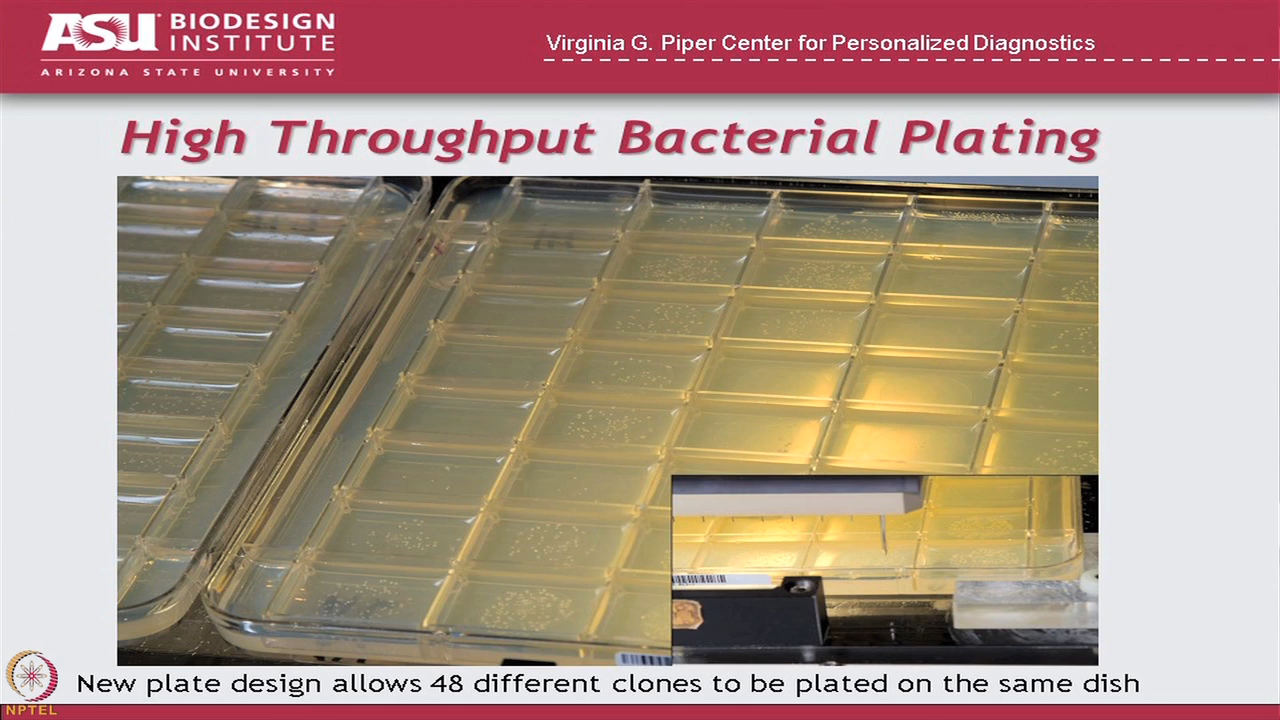 ASU BIODESIGN
INSTITUTE
ARIZONA STATE UNIVERSITY
Virginia G. Piper Center for Personalized Diagnostics
High Throughput Bacterial Plating
New plate design allows 48 different clones to be plated on the same dish
NPTEL